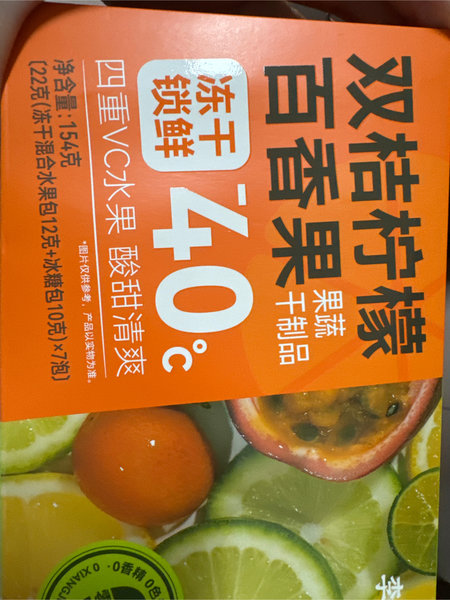 双桔柠檬
百香果
果蔬
干制品
冻干
锁鲜
-40°C
四重VC水果 酸甜清爽
*图片仅供参考，产品以实物为准。
净含量:154克
[22克(冻干混合水果包12克+冰糖包10克)×7泡]
0香精
李